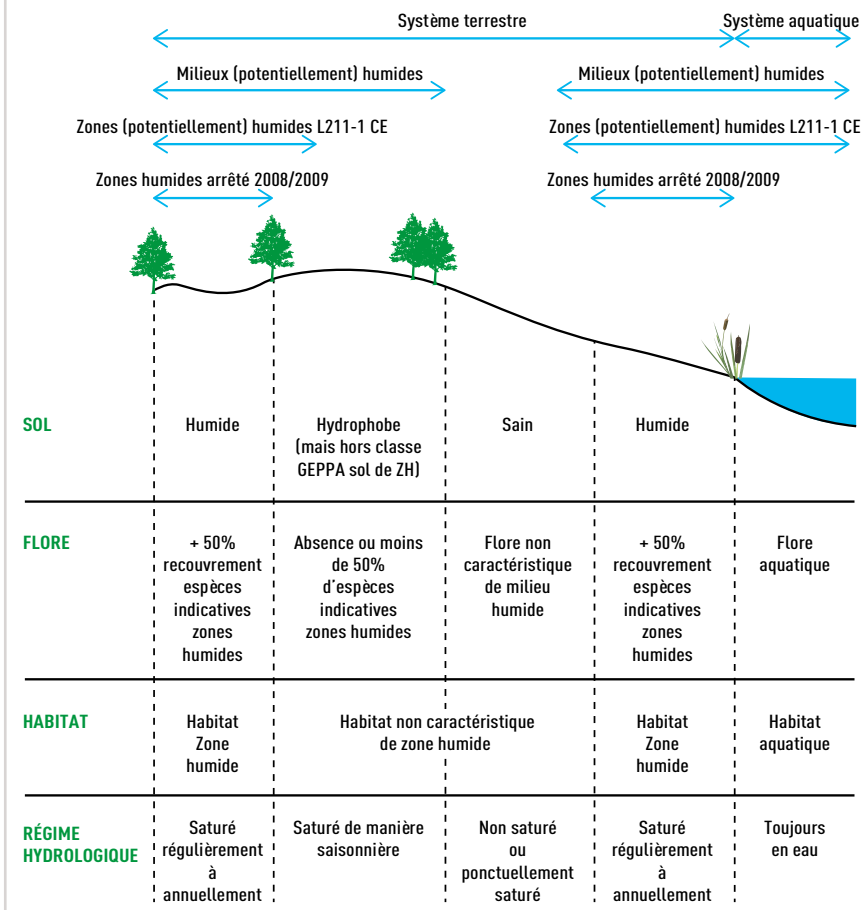 Système terrestre
Système aquatique
Milieux (potentiellement) humides
Milieux (potentiellement) humides
Zones (potentiellement) humides L211-1 CE
Zones (potentiellement) humides L211-1 CE
Zones humides arrêté 2008/2009
Zones humides arrêté 2008/2009
SOL
Humide
Hydrophobe
(mais hors classe
GEPPA sol de ZH)
Sain
Humide
FLORE
+ 50%
recouvrement
espèces
indicatives
zones
humides
Absence ou moins
de 50%
d'espèces
indicatives
zones humides
Flore non
caractéristique
de milieu
humide
+ 50%
recouvrement
espèces
indicatives
zones
humides
Flore
aquatique
HABITAT
Habitat
Zone
humide
Habitat non caractéristique
de zone humide
Habitat
Zone
humide
Habitat
aquatique
RÉGIME
HYDROLOGIQUE
Saturé
régulièrement
à
annuellement
Saturé de manière
saisonnière
Non saturé
ou
ponctuellement
saturé
Saturé
régulièrement
à
annuellement
Toujours
en eau